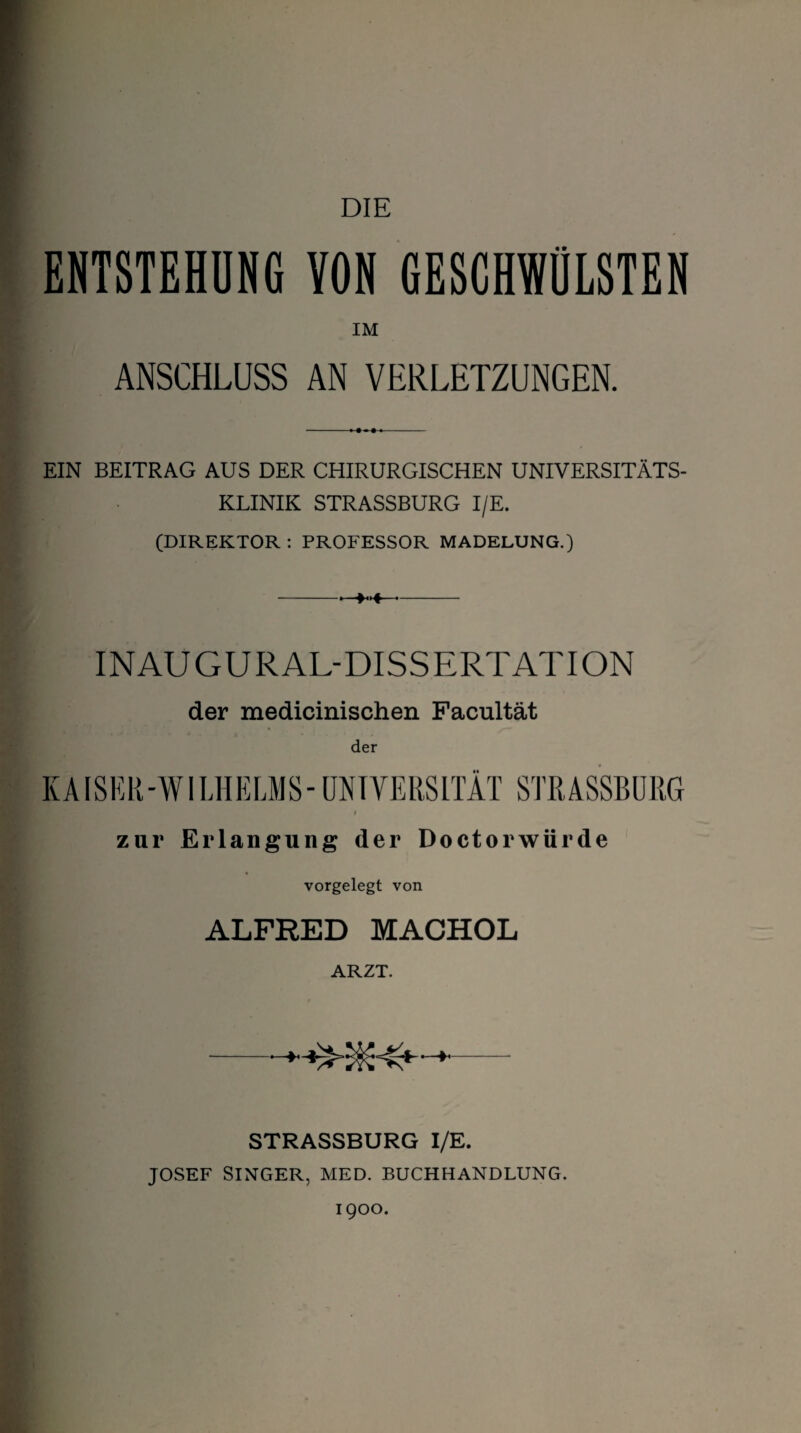 DIE
ENTSTEHUNG VON GESCHWÜLSTEN
IM
ANSCHLUSS AN VERLETZUNGEN.
EIN BEITRAG AUS DER CHIRURGISCHEN UNIVERSITÄTS-
KLINIK STRASSBURG I/E.
(DIREKTOR : PROFESSOR MADELUNG.)
INAUGURAL-DISSERTATION
der medicinischen Facultät
der
KAISER-WILHELMS-UNIVERSITÄT STRASSBURG
zur Erlangung der Doctorwürde
vorgelegt von
ALFRED MACHOL
ARZT.
STRASSBURG I/E.
JOSEF SINGER, MED. BUCHHANDLUNG.
1900.